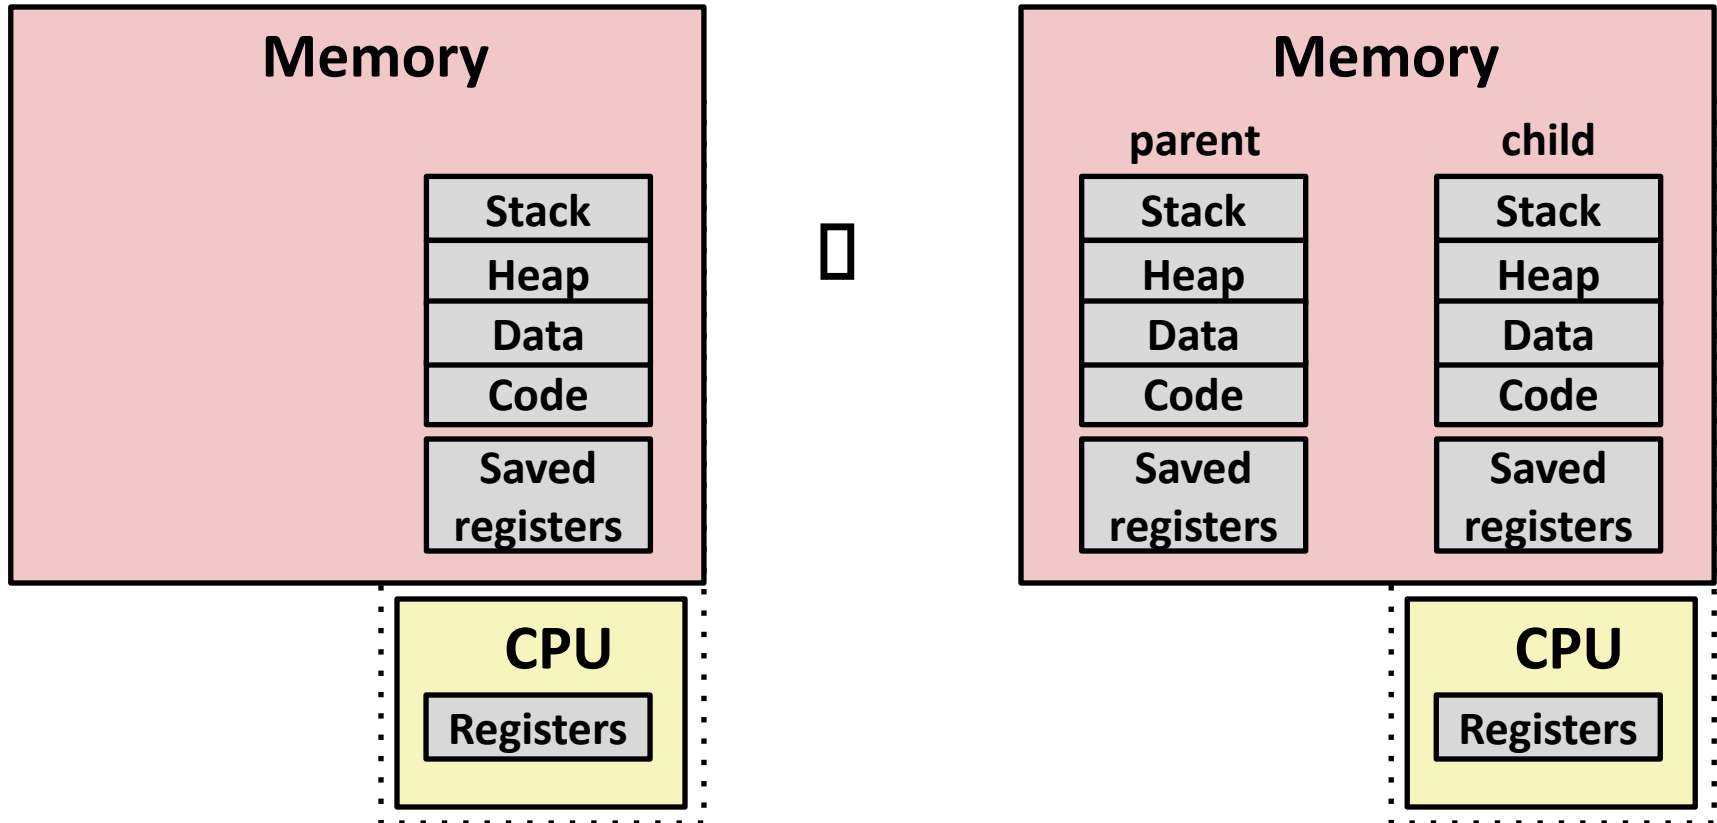 Memory
Stack
Heap
Data
Code
Saved
registers
CPU
Registers
Memory
parent
child
Stack
Stack
Heap
Heap
Data
Data
Code
Code
Saved
Saved
registers
registers
CPU
Registers